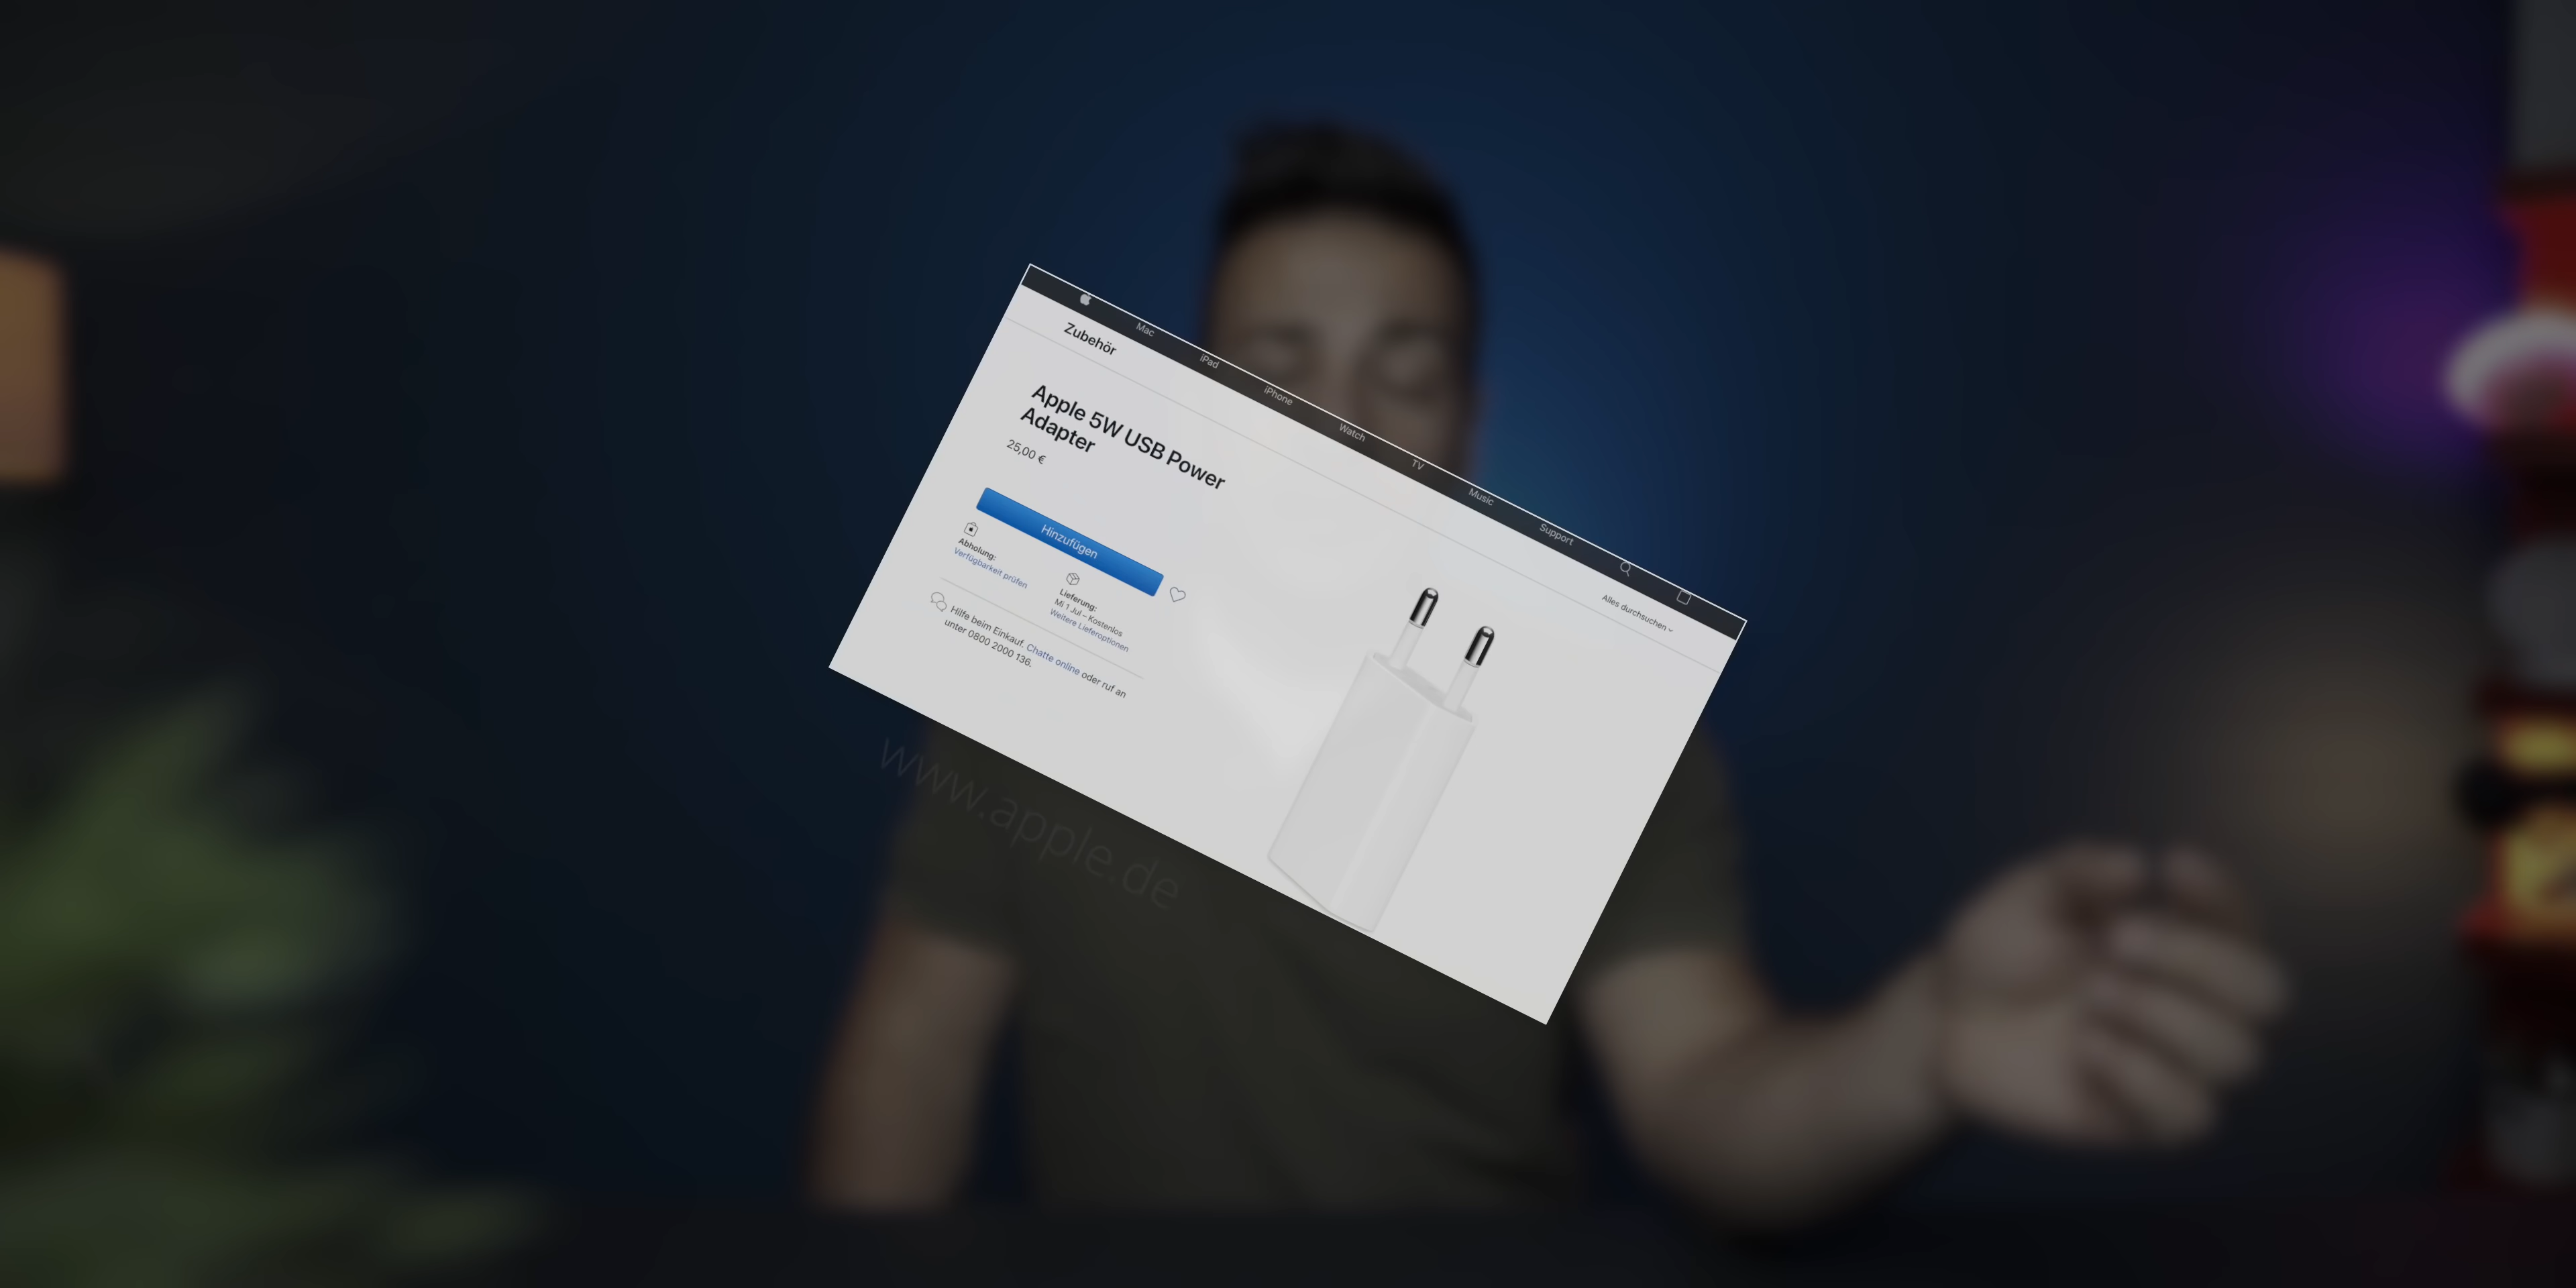 Mac iPad iPhone Watch TV Music Support
Zubehör
Alles durchsuchen
Apple 5W USB Power
Adapter
25,00 €
Hinzufügen
Abholung:
Verfügbarkeit prüfen
Lieferung:
Mi 1 Jul – Kostenlos
Weitere Lieferoptionen
Hilfe beim Einkauf. Chatte online oder ruf an
unter 0800 2000 136.
www.apple.de